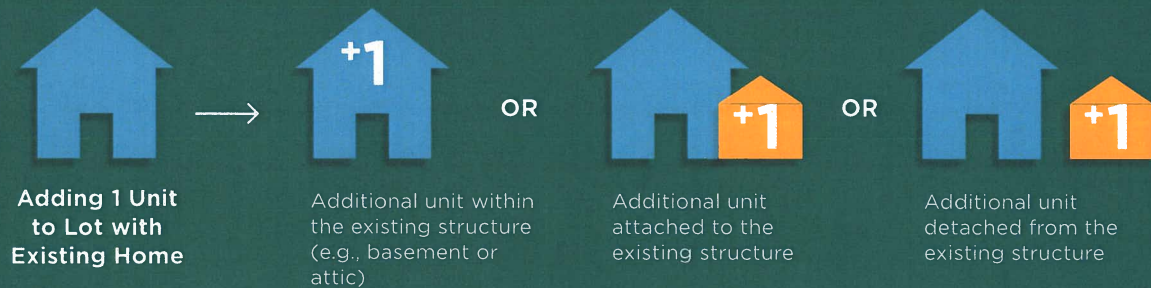 +1
OR
+1
OR
+1
Adding 1 Unit
to Lot with
Existing Home
Additional unit within
the existing structure
(e.g., basement or
attic)
Additional unit
attached to the
existing structure
Additional unit
detached from the
existing structure